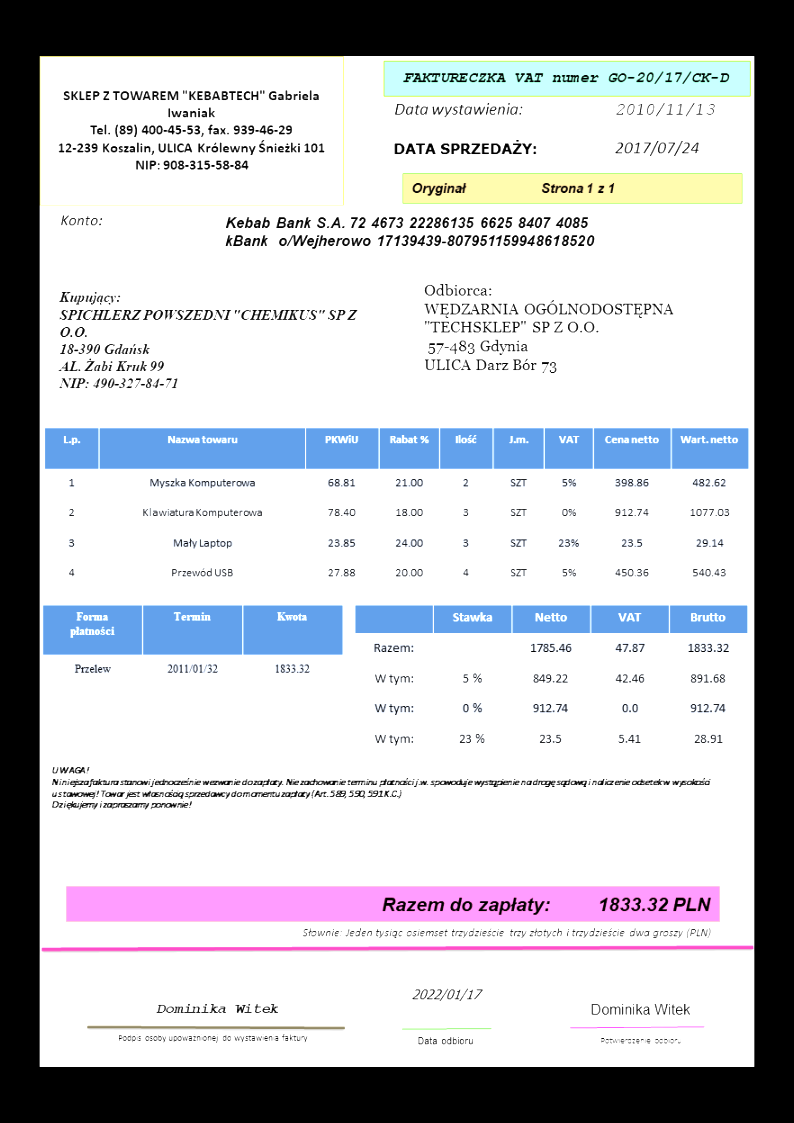 SKLEP Z TOWAREM "KEBABTECH" Gabriela
Iwaniak
Tel. (89) 400-45-53, fax. 939-46-29
12-239 Koszalin, ULICA Królewny Śnieżki 101
NIP: 908-315-58-84
FAKTURECZKA VAT numer GO-20/17/CK-D
Data wystawienia: 2010/11/13
DATA SPRZEDAŻY: 2017/07/24
Oryginał Strona 1 z 1
Konto:
Kebab Bank S.A. 72 4673 22286135 6625 8407 4085
kBank o/Wejherowo 17139439-807951159948618520
Kupujący:
SPICHLERZ POWSZEDNI "CHEMIKUS" SP Z
O.O.
18-390 Gdańsk
AL. Żabi Kruk 99
NIP: 490-327-84-71
Odbiorca:
WĘDZARNIA OGÓLNODOSTĘPNA
"TECHSKLEP" SP Z O.O.
57-483 Gdynia
ULICA Darz Bór 73
L.p. Nazwa towaru PKWiU Rabat % Ilość J.m. VAT Cena netto Wart. netto
1 Myszka Komputerowa 68.81 21.00 2 SZT 5% 398.86 482.62
2 Klawiatura Komputerowa 78.40 18.00 3 SZT 0% 912.74 1077.03
3 Mały Laptop 23.85 24.00 3 SZT 23% 23.5 29.14
4 Przewód USB 27.88 20.00 4 SZT 5% 450.36 540.43
Forma płatności Termin Kwota
Przelew 2011/01/32 1833.32
Stawka Netto VAT Brutto
Razem: 1785.46 47.87 1833.32
W tym: 5 % 849.22 42.46 891.68
W tym: 0 % 912.74 0.0 912.74
W tym: 23 % 23.5 5.41 28.91
UWAGA!
Niniejsza faktura stanowi jednocześnie wezwanie do zapłaty. Nie zachowanie terminu płatności j.w. spowoduje wystąpienie na drogę sądową i naliczenie odsetek w wysokości
ustawowej! Towar jest własnością sprzedawcy do momentu zapłaty (Art. 589, 590, 591 K.C.)
Dziękujemy i zapraszamy ponownie!
Razem do zapłaty: 1833.32 PLN
Słownie: Jeden tysiąc osiemset trzydzieście trzy złotych i trzydzieście dwa groszy (PLN)
Dominika Witek
Podpis osoby upoważnionej do wystawienia faktury
2022/01/17
Data odbioru
Dominika Witek
Potwierdzenie odbioru